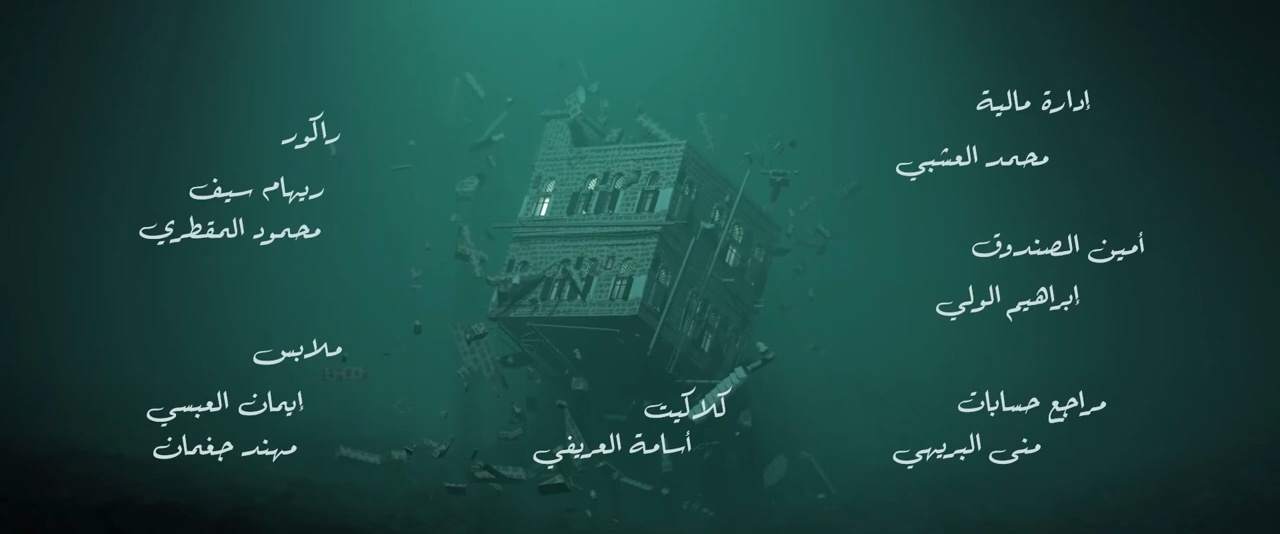 إدارة مالية
محمد العشبي
أمين الصندوق
إبراهيم الولي
مراجع حسابات
منى البريهي
كلاكيت
أسامة العريفي
راكور
ريهام سيف
محمود المقطري
ملابس
إيمان العبسي
مهند جغمان